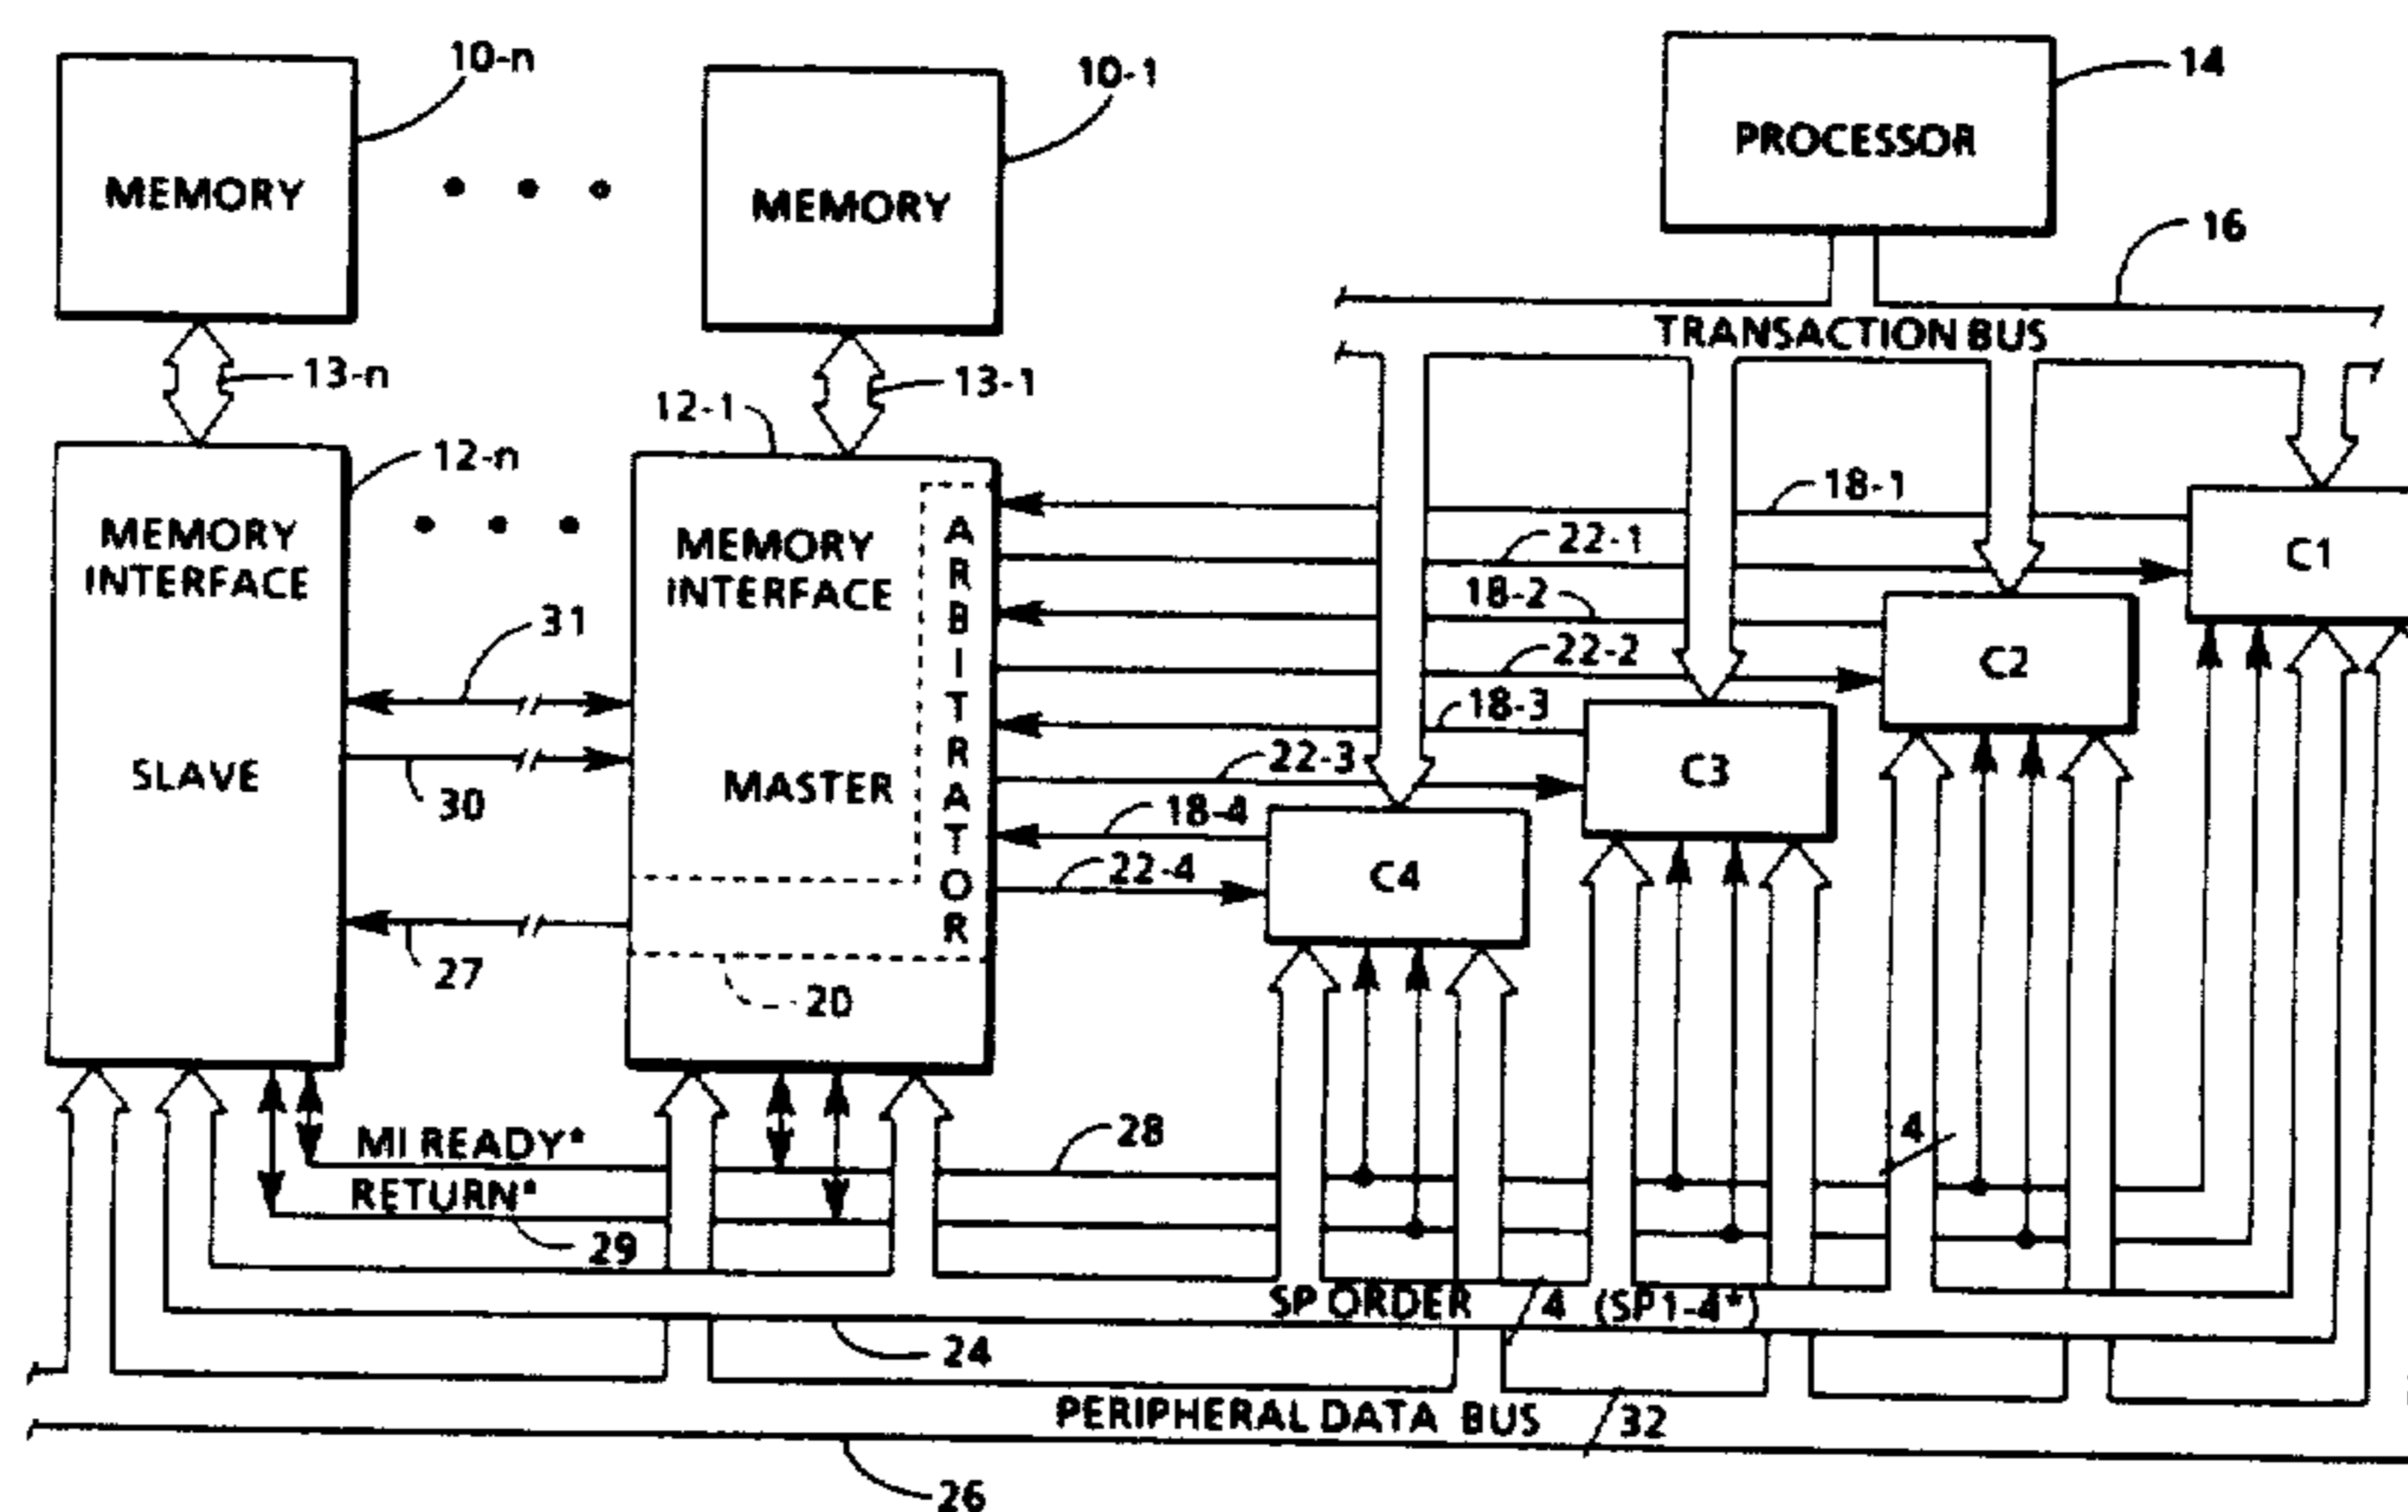 10-n
10-1
14
MEMORY
MEMORY
PROCESSOR
16
TRANSACTION BUS
13-n
13-1
12-1
12-n
MEMORY
INTERFACE
SLAVE
MEMORY
INTERFACE
MASTER
ARBITRATOR
18-1
22-1
C1
18-2
22-2
C2
18-3
22-3
C3
18-4
22-4
C4
31
30
27
20
MI READY*
28
4
RETURN*
29
SP ORDER
4
(SP1-4*)
24
PERIPHERAL DATA BUS
32
26